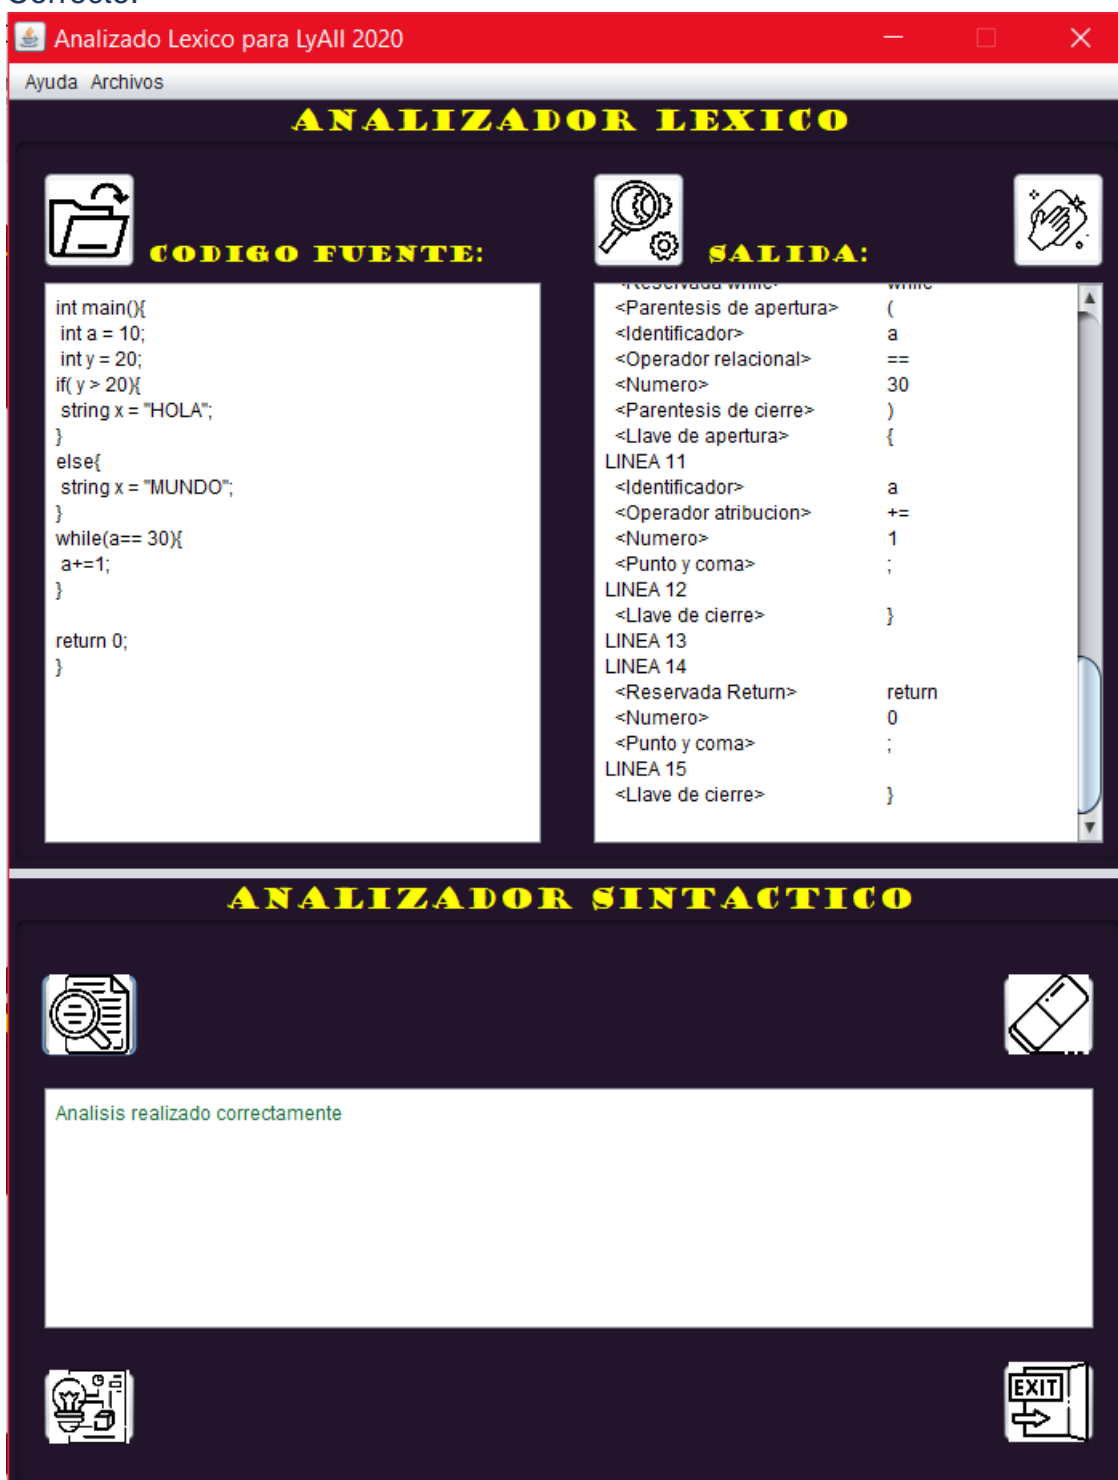 Correcto.
Analizado Lexico para LyAII 2020
Ayuda Archivos
ANALIZADOR LEXICO
CODIGO FUENTE:
SALIDA:
int main(){
int a = 10;
int y = 20;
if( y > 20){
string x = "HOLA";
}
else{
string x = "MUNDO";
}
while(a== 30){
a+=1;
}
return 0;
}
<Reservada while> while
<Parentesis de apertura> (
<Identificador> a
<Operador relacional> ==
<Numero> 30
<Parentesis de cierre> )
<Llave de apertura> {
LINEA 11
<Identificador> a
<Operador atribucion> +=
<Numero> 1
<Punto y coma> ;
LINEA 12
<Llave de cierre> }
LINEA 13
LINEA 14
<Reservada Return> return
<Numero> 0
<Punto y coma> ;
LINEA 15
<Llave de cierre> }
ANALIZADOR SINTACTICO
Analisis realizado correctamente
EXIT